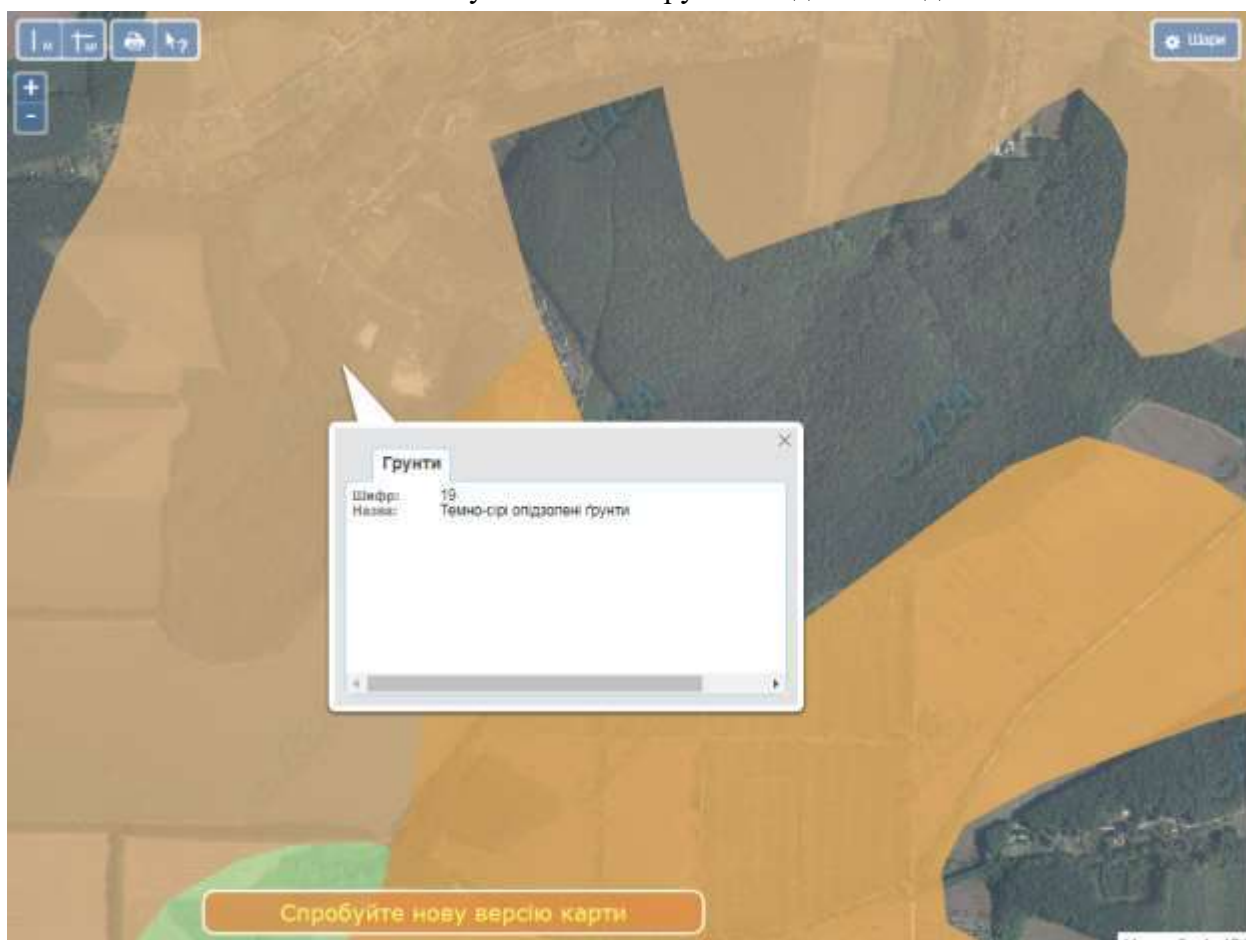 Шари
+
-
Грунти
Шифр: 19
Назва: Темно-сірі опідзолені ґрунти
Спробуйте нову версію карти